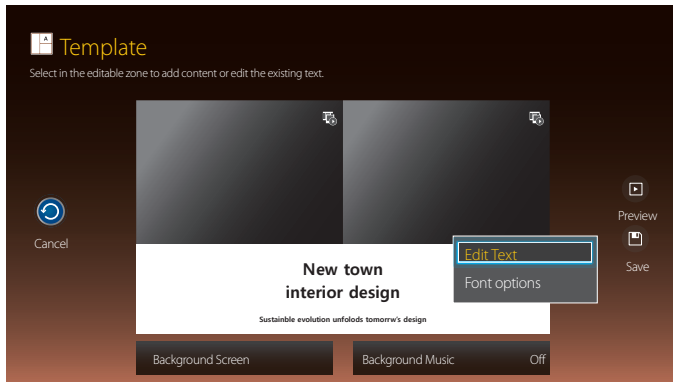 A
Template
Select in the editable zone to add content or edit the existing text.
Cancel
Preview
Save
Edit Text
Font options
New town
interior design
Sustainble evolution unfolods tomorrw's design
Background Screen
Background Music Off